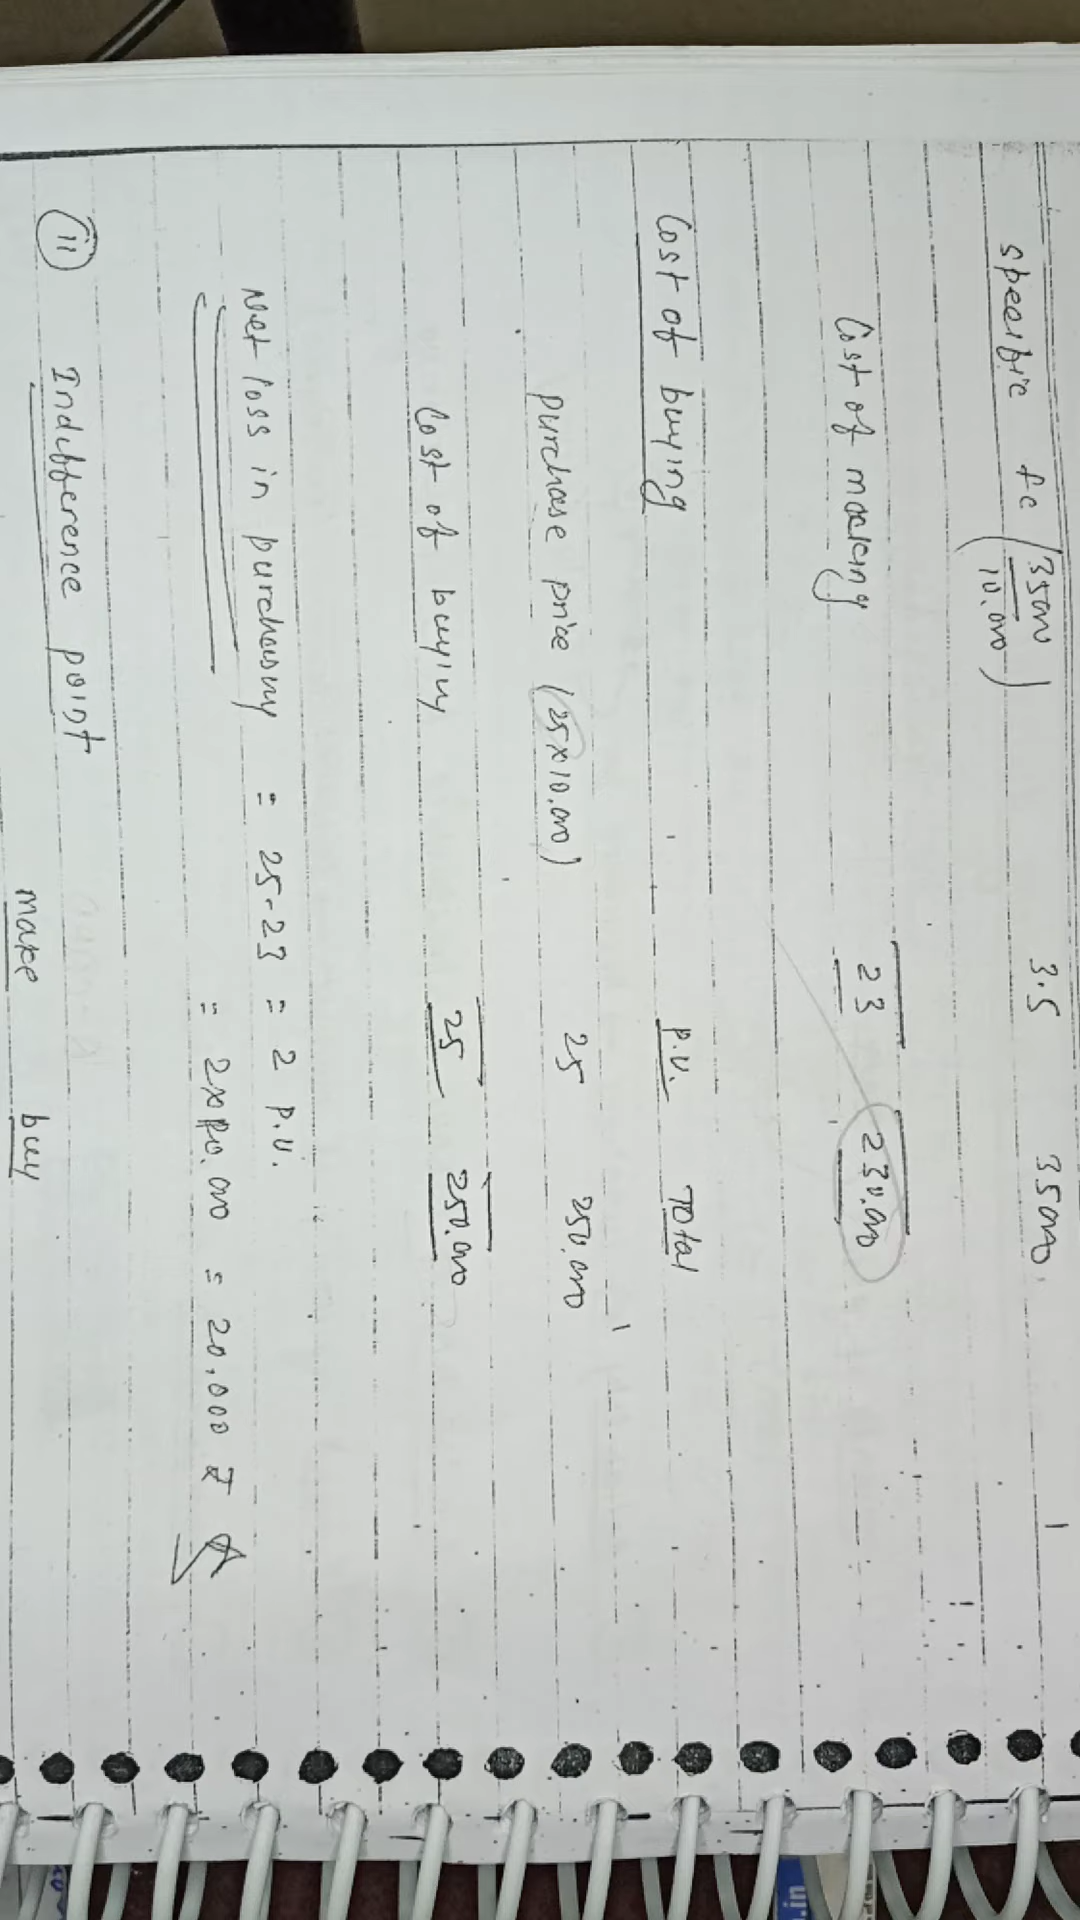 specific fc (35000/10.000) 3.5 35000.
Cost of making 23 230.000
Cost of buying P.U. Total
purchase price (25×10.000) 25 250.000
Cost of buying 25 250.000
Net loss in purchasing = 25-23 = 2 P.U.
= 2×10.000 = 20,000 ₹
(ii) Indifference point
make buy
.in